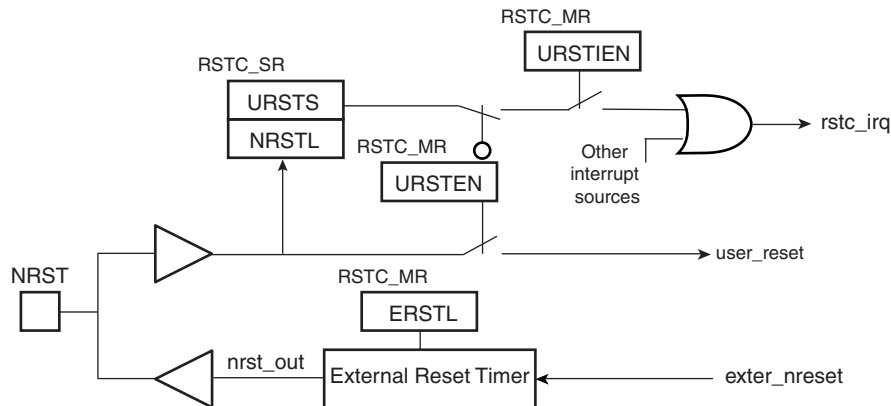 RSTC_MR
URSTIEN
RSTC_SR
URSTS
NRSTL
rstc_irq
RSTC_MR
URSTEN
Other
interrupt
sources
user_reset
NRST
RSTC_MR
ERSTL
nrst_out
External Reset Timer
exter_nreset